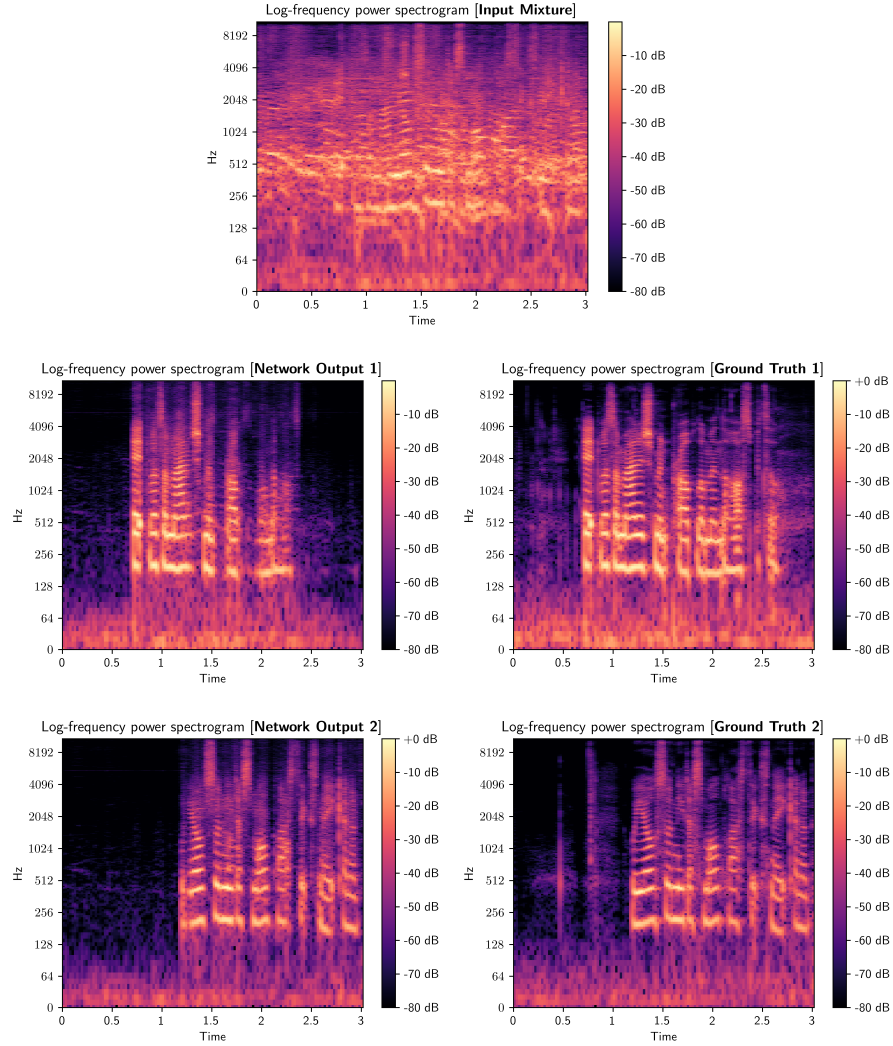 Log-frequency power spectrogram [Input Mixture]
8192
4096
2048
1024
512
256
128
64
0
Hz
0 0.5 1 1.5 2 2.5 3
Time
-10 dB
-20 dB
-30 dB
-40 dB
-50 dB
-60 dB
-70 dB
-80 dB
Log-frequency power spectrogram [Network Output 1]
8192
4096
2048
1024
512
256
128
64
0
Hz
0 0.5 1 1.5 2 2.5 3
Time
-10 dB
-20 dB
-30 dB
-40 dB
-50 dB
-60 dB
-70 dB
-80 dB
Log-frequency power spectrogram [Ground Truth 1]
8192
4096
2048
1024
512
256
128
64
0
Hz
0 0.5 1 1.5 2 2.5 3
Time
+0 dB
-10 dB
-20 dB
-30 dB
-40 dB
-50 dB
-60 dB
-70 dB
-80 dB
Log-frequency power spectrogram [Network Output 2]
8192
4096
2048
1024
512
256
128
64
0
Hz
0 0.5 1 1.5 2 2.5 3
Time
+0 dB
-10 dB
-20 dB
-30 dB
-40 dB
-50 dB
-60 dB
-70 dB
-80 dB
Log-frequency power spectrogram [Ground Truth 2]
8192
4096
2048
1024
512
256
128
64
0
Hz
0 0.5 1 1.5 2 2.5 3
Time
+0 dB
-10 dB
-20 dB
-30 dB
-40 dB
-50 dB
-60 dB
-70 dB
-80 dB